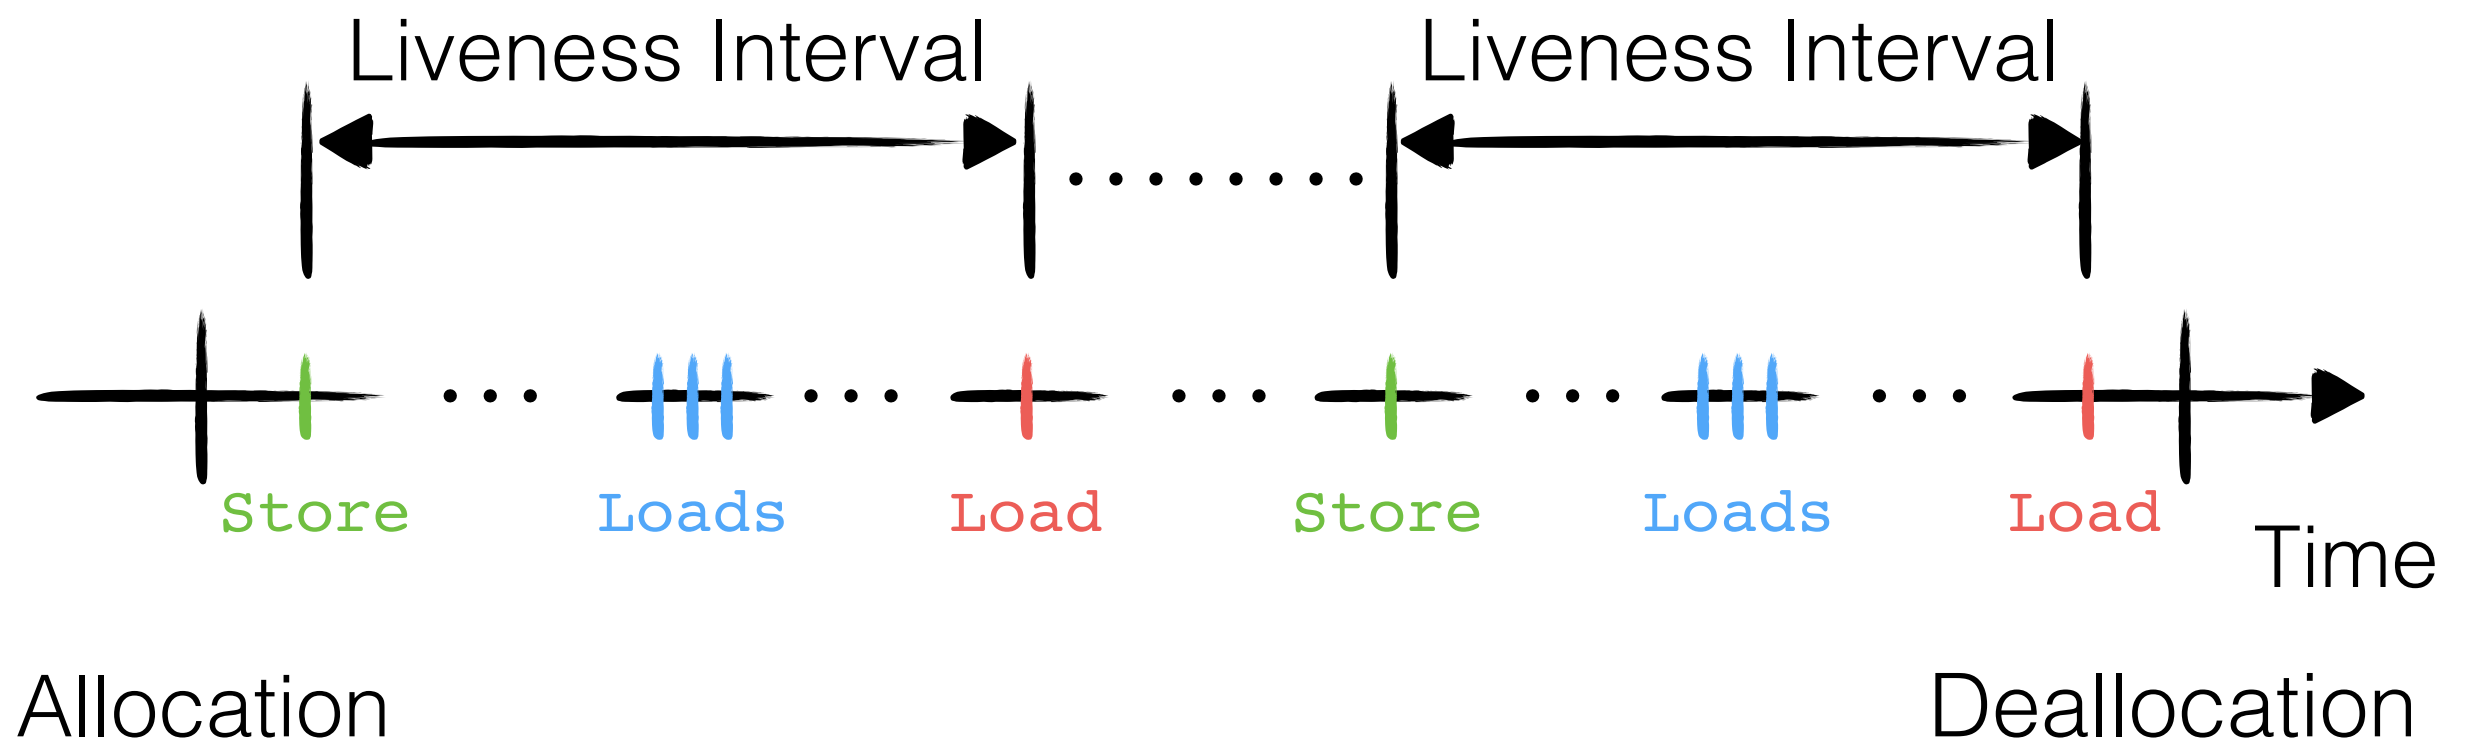 Liveness Interval Liveness Interval
Store Loads Load Store Loads Load
Time
Allocation Deallocation